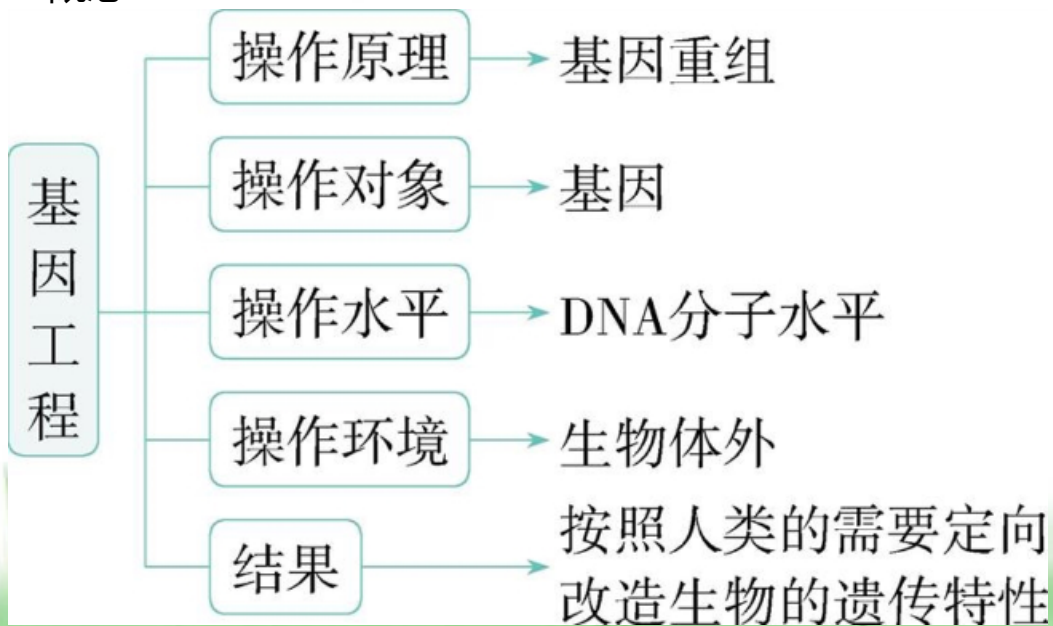 基因工程
操作原理
基因重组
操作对象
基因
操作水平
DNA分子水平
操作环境
生物体外
结果
按照人类的需要定向
改造生物的遗传特性